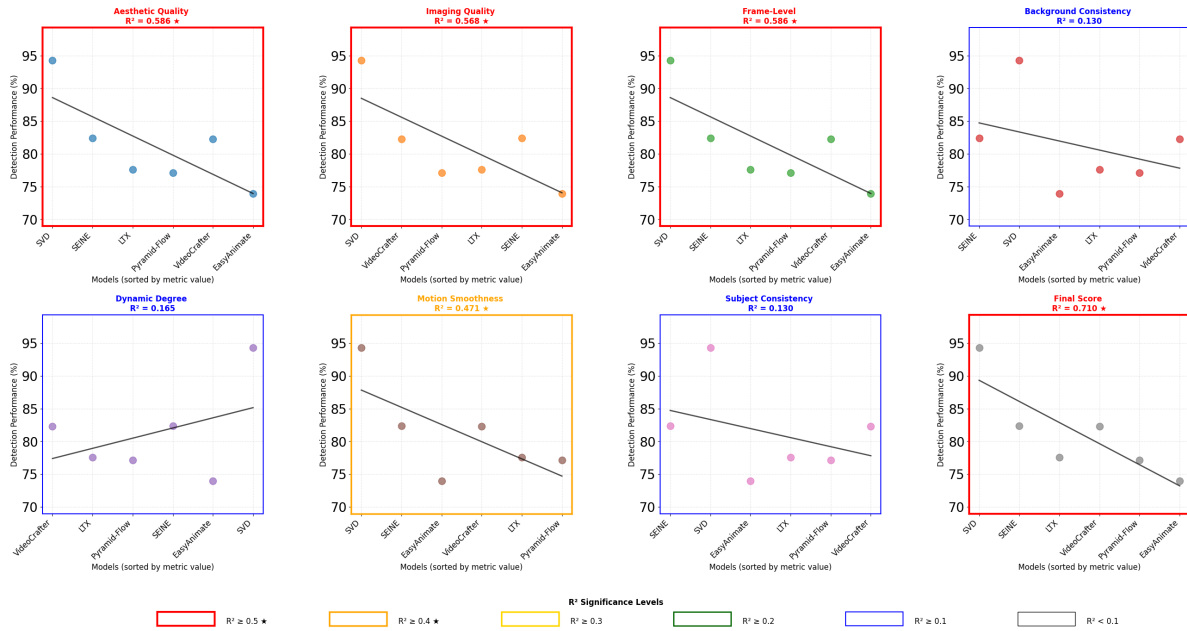 Aesthetic Quality
R² = 0.586 ★
Detection Performance (%)
95
90
85
80
75
70
SVD
SEINE
LTX
Pyramid-Flow
VideoCrafter
EasyAnimate
Models (sorted by metric value)
Imaging Quality
R² = 0.568 ★
Detection Performance (%)
95
90
85
80
75
70
SVD
VideoCrafter
Pyramid-Flow
LTX
SEINE
EasyAnimate
Models (sorted by metric value)
Frame-Level
R² = 0.586 ★
Detection Performance (%)
95
90
85
80
75
70
SVD
SEINE
LTX
Pyramid-Flow
VideoCrafter
EasyAnimate
Models (sorted by metric value)
Background Consistency
R² = 0.130
Detection Performance (%)
95
90
85
80
75
70
SEINE
SVD
EasyAnimate
LTX
Pyramid-Flow
VideoCrafter
Models (sorted by metric value)
Dynamic Degree
R² = 0.165
Detection Performance (%)
95
90
85
80
75
70
VideoCrafter
LTX
Pyramid-Flow
SEINE
EasyAnimate
SVD
Models (sorted by metric value)
Motion Smoothness
R² = 0.471 ★
Detection Performance (%)
95
90
85
80
75
70
SVD
SEINE
EasyAnimate
VideoCrafter
LTX
Pyramid-Flow
Models (sorted by metric value)
Subject Consistency
R² = 0.130
Detection Performance (%)
95
90
85
80
75
70
SEINE
SVD
EasyAnimate
LTX
Pyramid-Flow
VideoCrafter
Models (sorted by metric value)
Final Score
R² = 0.710 ★
Detection Performance (%)
95
90
85
80
75
70
SVD
SEINE
LTX
VideoCrafter
Pyramid-Flow
EasyAnimate
Models (sorted by metric value)
R² Significance Levels
R² ≥ 0.5 ★
R² ≥ 0.4 ★
R² ≥ 0.3
R² ≥ 0.2
R² ≥ 0.1
R² < 0.1